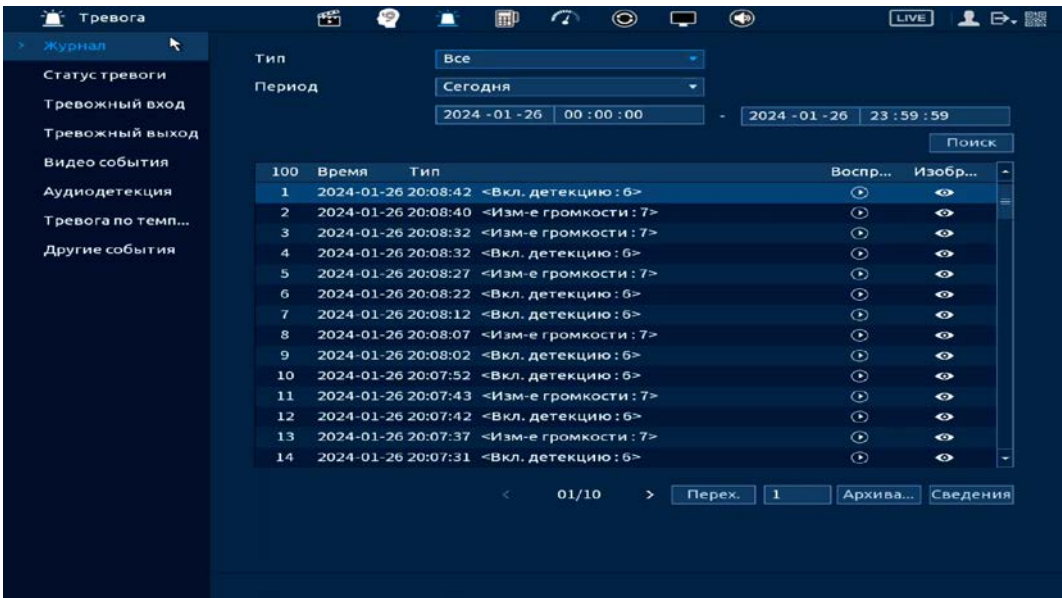 Тревога LIVE
Журнал
Статус тревоги
Тревожный вход
Тревожный выход
Видео события
Аудиодетекция
Тревога по темп...
Другие события
Тип Все
Период Сегодня
2024 -01 -26 00 : 00 : 00 - 2024 -01 -26 23 : 59 : 59
Поиск
100 Время Тип Воспр... Изобр...
1 2024-01-26 20:08:42 <Вкл. детекцию : 6>
2 2024-01-26 20:08:40 <Изм-е громкости : 7>
3 2024-01-26 20:08:32 <Изм-е громкости : 7>
4 2024-01-26 20:08:32 <Вкл. детекцию : 6>
5 2024-01-26 20:08:27 <Изм-е громкости : 7>
6 2024-01-26 20:08:22 <Вкл. детекцию : 6>
7 2024-01-26 20:08:12 <Вкл. детекцию : 6>
8 2024-01-26 20:08:07 <Изм-е громкости : 7>
9 2024-01-26 20:08:02 <Вкл. детекцию : 6>
10 2024-01-26 20:07:52 <Вкл. детекцию : 6>
11 2024-01-26 20:07:43 <Изм-е громкости : 7>
12 2024-01-26 20:07:42 <Вкл. детекцию : 6>
13 2024-01-26 20:07:37 <Изм-е громкости : 7>
14 2024-01-26 20:07:31 <Вкл. детекцию : 6>
< 01/10 > Перех. 1 Архива... Сведения